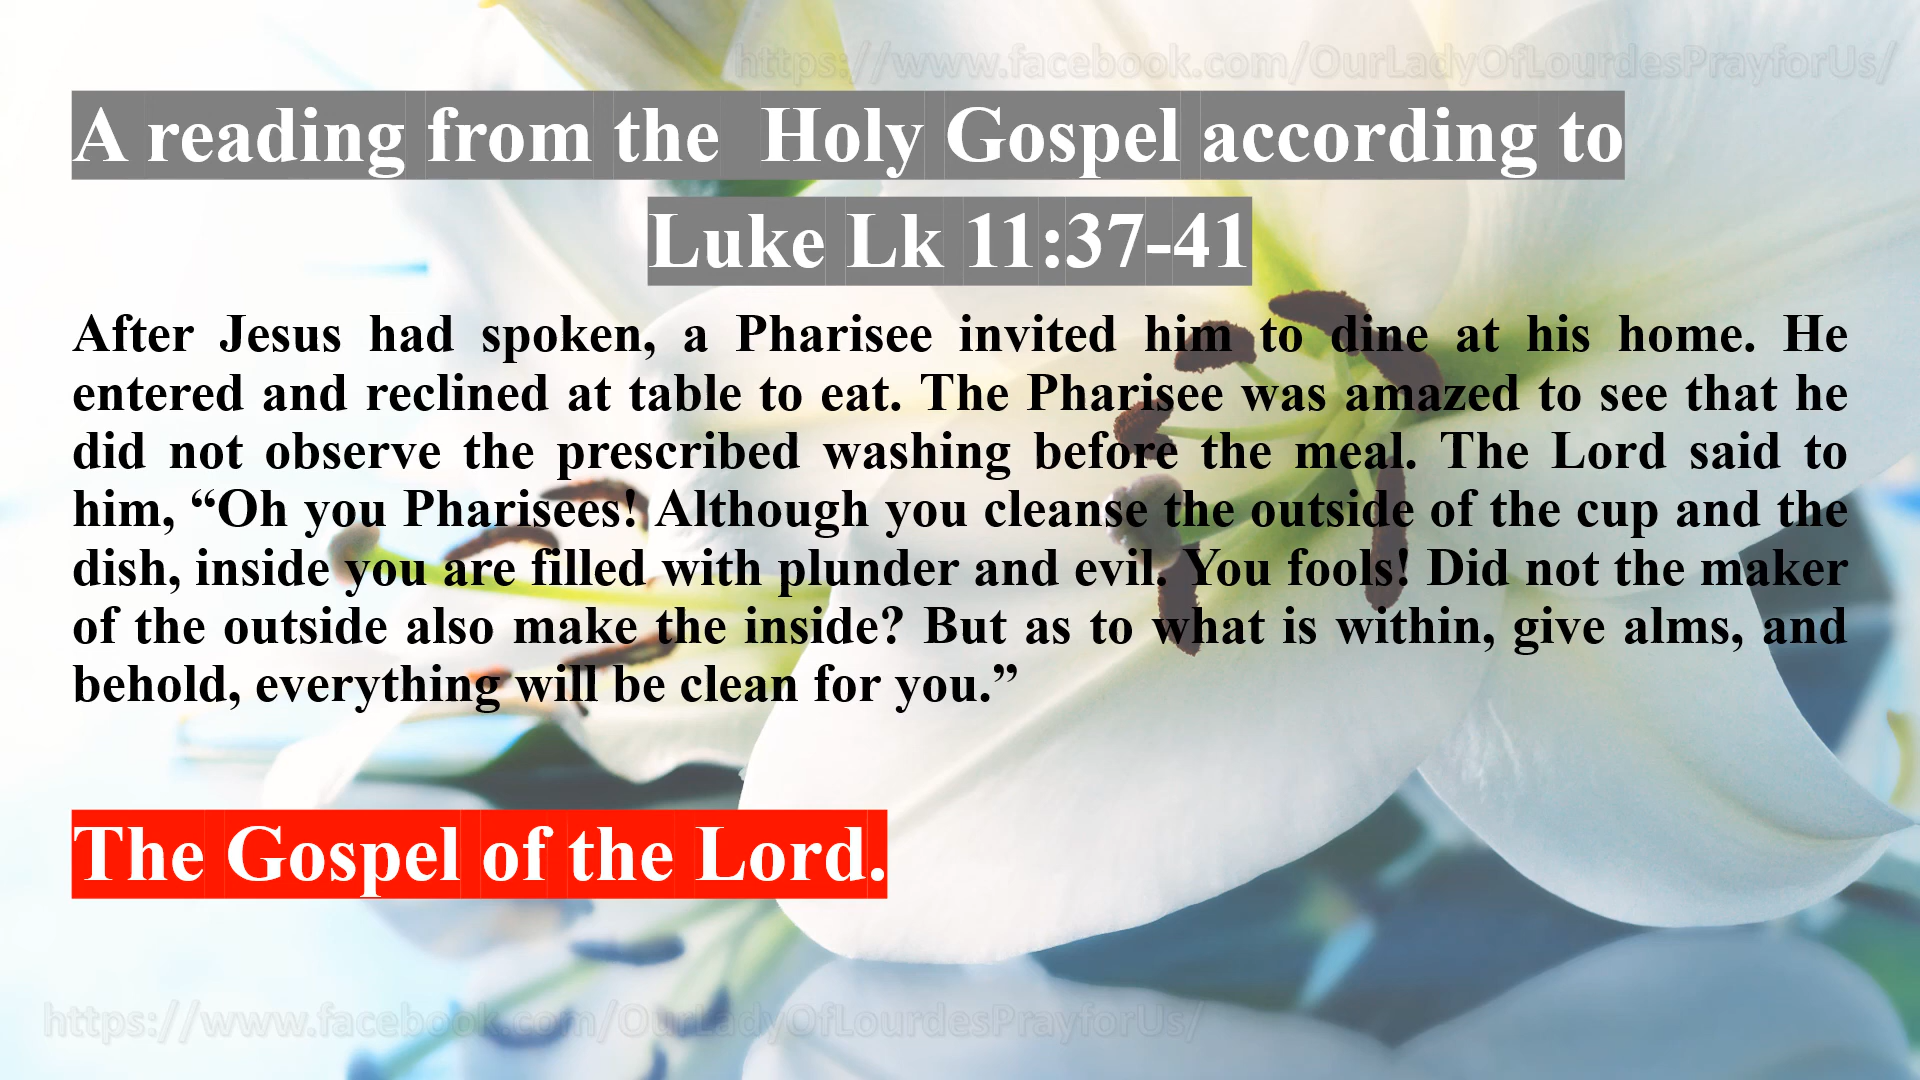 https://www.facebook.com/OurLadyOfLourdesPrayforUs/
A reading from the  Holy Gospel according to
Luke Lk 11:37-41
After Jesus had spoken, a Pharisee invited him to dine at his home. He
entered and reclined at table to eat. The Pharisee was amazed to see that he
did not observe the prescribed washing before the meal. The Lord said to
him, “Oh you Pharisees! Although you cleanse the outside of the cup and the
dish, inside you are filled with plunder and evil. You fools! Did not the maker
of the outside also make the inside? But as to what is within, give alms, and
behold, everything will be clean for you.”
The Gospel of the Lord.
https://www.facebook.com/OurLadyOfLourdesPrayforUs/